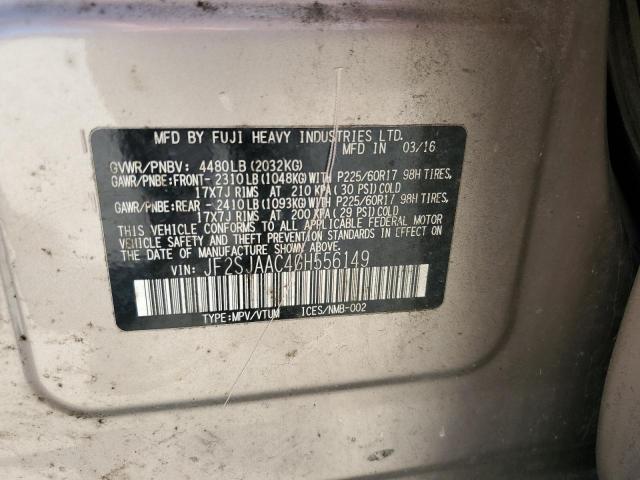 MFD BY FUJI HEAVY INDUSTRIES LTD.
MFD IN 03/16
GVWR/PNBV: 4480LB(2032KG)
GAWR/PNBE:FRONT-2310LB(1048KG)WITH P225/60R17 98H TIRES,
17X7J RIMS AT 210 KPA(30 PSI)COLD
GAWR/PNBE:REAR -2410LB(1093KG)WITH P225/60R17 98H TIRES,
17X7J RIMS AT 200 KPA(29 PSI)COLD
THIS VEHICLE CONFORMS TO ALL APPLICABLE FEDERAL MOTOR
VEHICLE SAFETY AND THEFT PREVENTION STANDARDS IN EFFECT ON
THE DATE OF MANUFACTURE SHOWN ABOVE.
VIN: JF2SJAAC4GH556149
TYPE:MPV/VTUM ICES/NMB-002